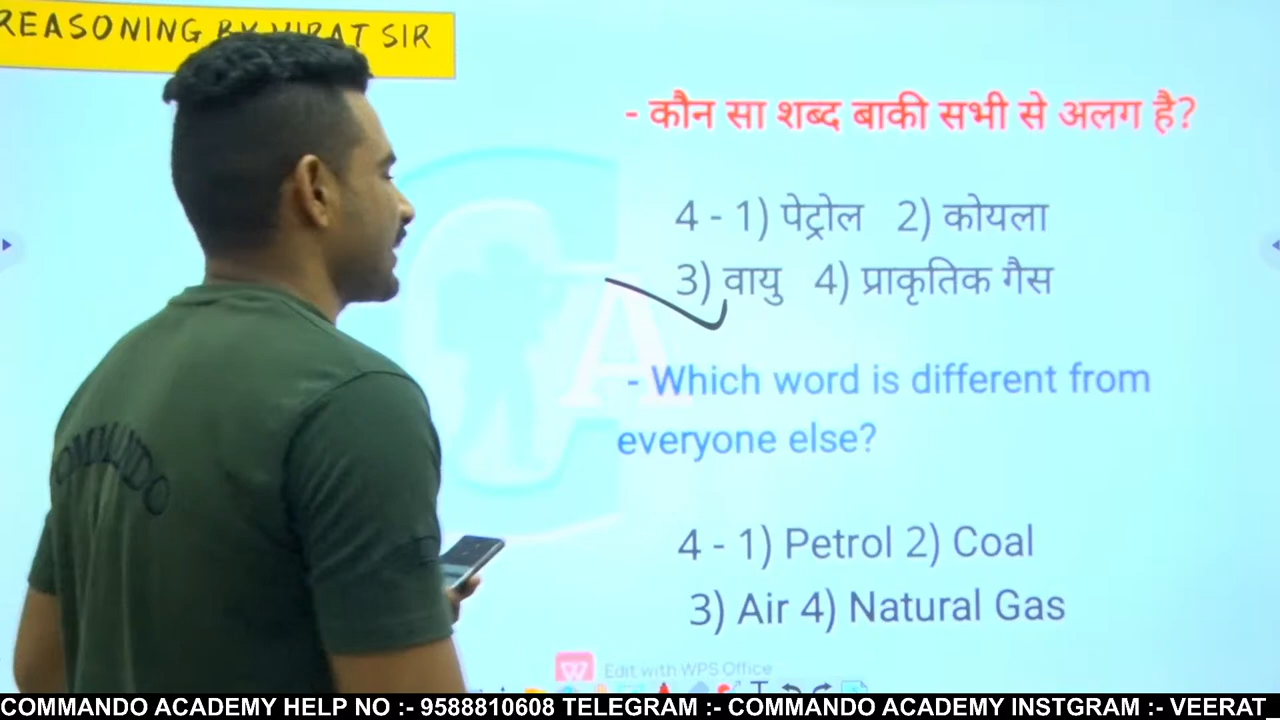 REASONING BY VIRAT SIR
- कौन सा शब्द बाकी सभी से अलग है?
4 - 1) पेट्रोल 2) कोयला
3) वायु 4) प्राकृतिक गैस
A
- Which word is different from
everyone else?
4 - 1) Petrol 2) Coal
3) Air 4) Natural Gas
Edit with WPS Office
COMMANDO ACADEMY HELP NO :- 9588810608 TELEGRAM :- COMMANDO ACADEMY INSTGRAM :- VEERAT